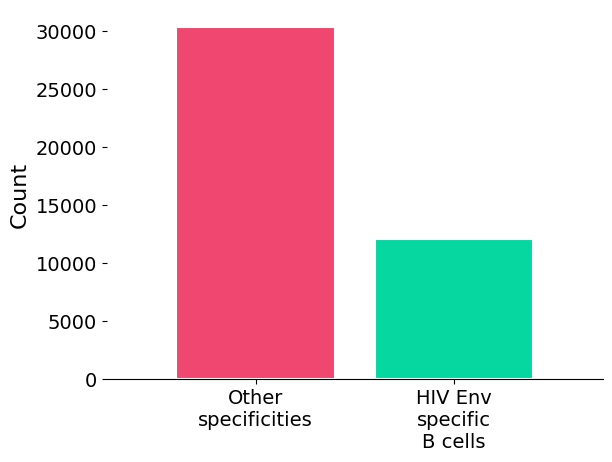 30000
25000
20000
15000
10000
5000
0
Count
Other
specificities
HIV Env
specific
B cells